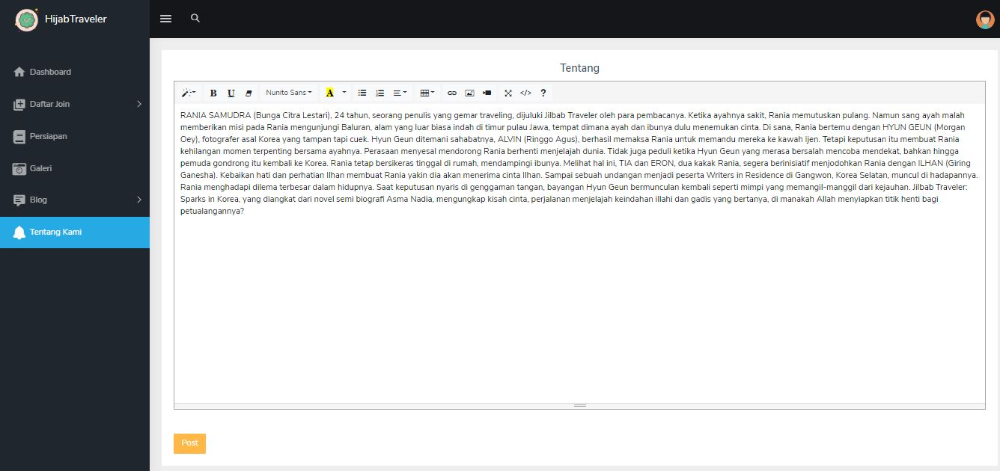 HijabTraveler
Dashboard
Daftar Join
Persiapan
Galeri
Blog
Tentang Kami
Tentang
B U Nunito Sans A </> ?
RANIA SAMUDRA (Bunga Citra Lestari), 24 tahun, seorang penulis yang gemar traveling, dijuluki Jilbab Traveler oleh para pembacanya. Ketika ayahnya sakit, Rania memutuskan pulang. Namun sang ayah malah
memberikan misi pada Rania mengunjungi Baluran, alam yang luar biasa indah di timur pulau Jawa, tempat dimana ayah dan ibunya dulu menemukan cinta. Di sana, Rania bertemu dengan HYUN GEUN (Morgan
Oey), fotografer asal Korea yang tampan tapi cuek. Hyun Geun ditemani sahabatnya, ALVIN (Ringgo Agus), berhasil memaksa Rania untuk memandu mereka ke kawah Ijen. Tetapi keputusan itu membuat Rania
kehilangan momen terpenting bersama ayahnya. Perasaan menyesal mendorong Rania berhenti menjelajah dunia. Tidak juga peduli ketika Hyun Geun yang merasa bersalah mencoba mendekat, bahkan hingga
pemuda gondrong itu kembali ke Korea. Rania tetap bersikeras tinggal di rumah, mendampingi ibunya. Melihat hal ini, TIA dan ERON, dua kakak Rania, segera berinisiatif menjodohkan Rania dengan ILHAN (Giring
Ganesha). Kebaikan hati dan perhatian Ilhan membuat Rania yakin dia akan menerima cinta Ilhan. Sampai sebuah undangan menjadi peserta Writers in Residence di Gangwon, Korea Selatan, muncul di hadapannya.
Rania menghadapi dilema terbesar dalam hidupnya. Saat keputusan nyaris di genggaman tangan, bayangan Hyun Geun bermunculan kembali seperti mimpi yang memangil-manggil dari kejauhan. Jilbab Traveler:
Sparks in Korea, yang diangkat dari novel semi biografi Asma Nadia, mengungkap kisah cinta, perjalanan menjelajah keindahan illahi dan gadis yang bertanya, di manakah Allah menyiapkan titik henti bagi
petualangannya?
Post